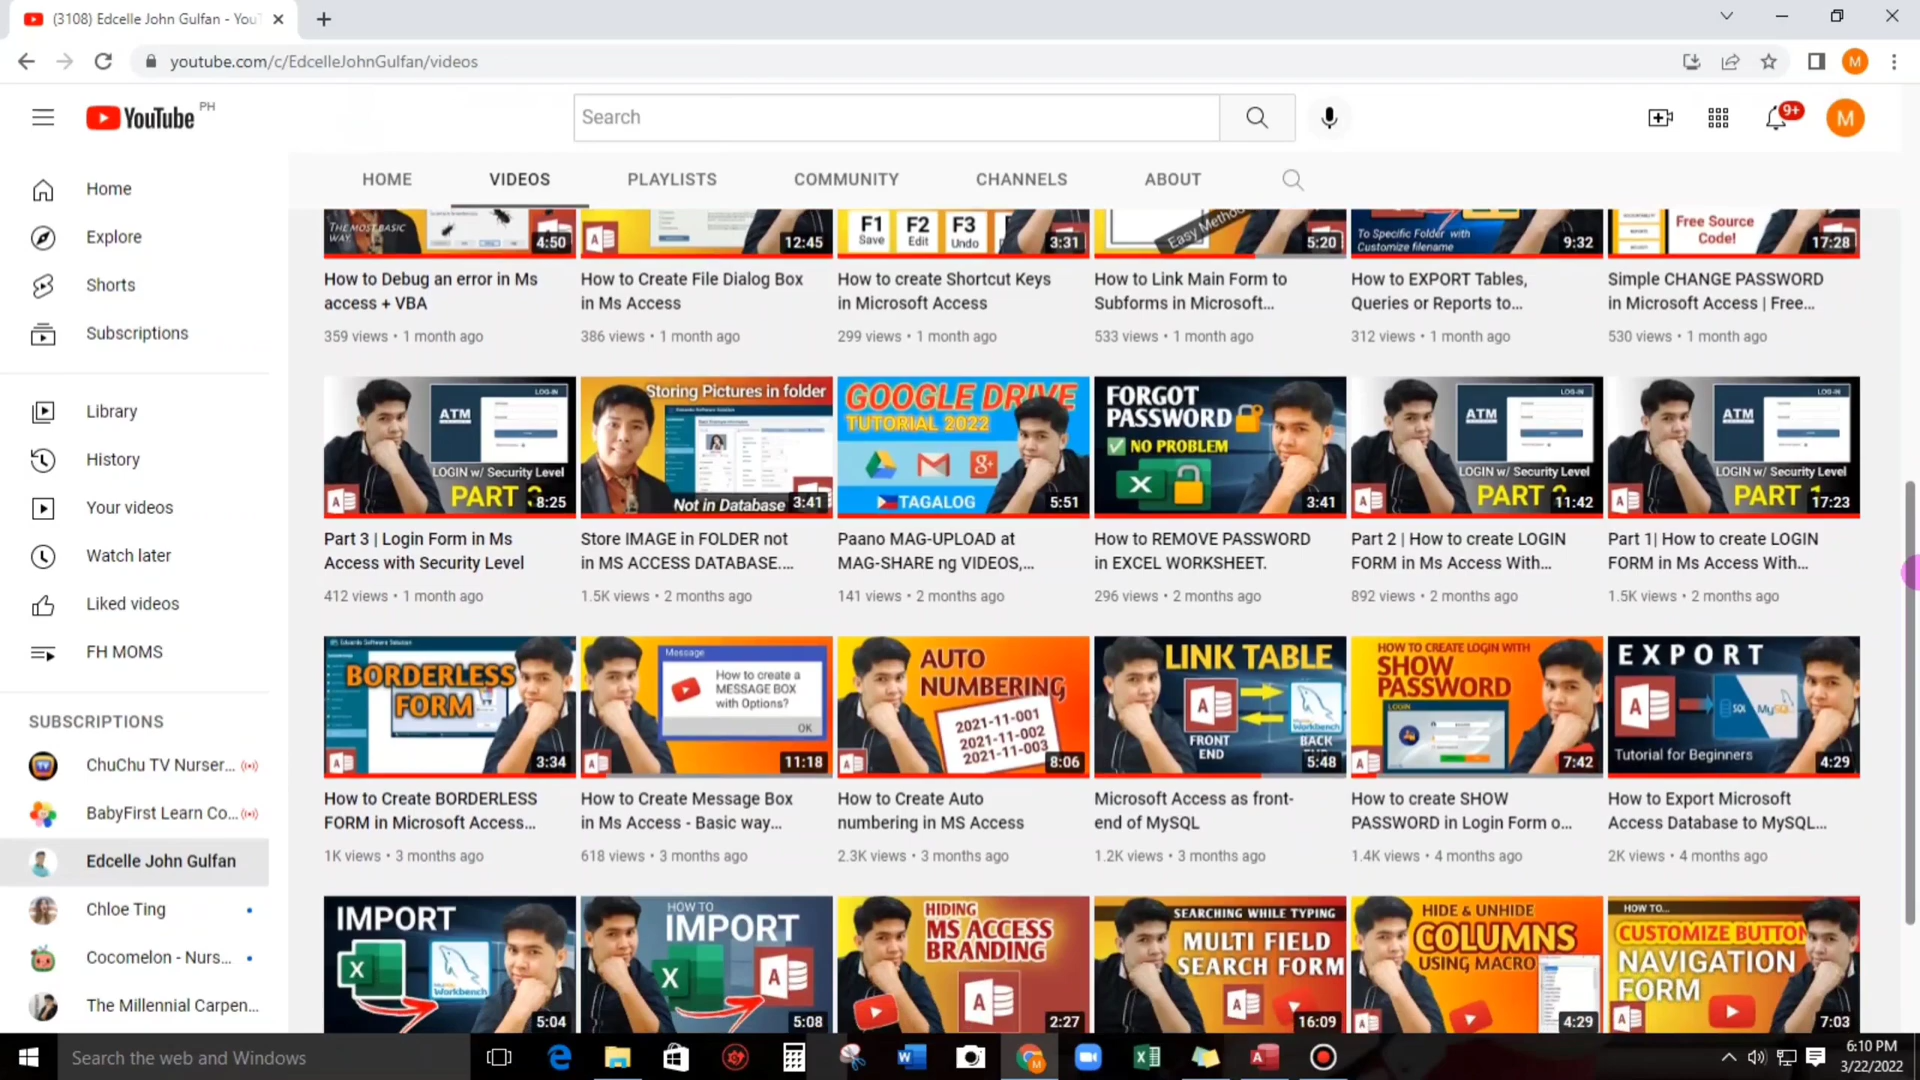 (3108) Edcelle John Gulfan - YouT
youtube.com/c/EdcelleJohnGulfan/videos
M
YouTube
PH
Search
9+
M
HOME
VIDEOS
PLAYLISTS
COMMUNITY
CHANNELS
ABOUT
Home
Explore
Shorts
Subscriptions
Library
History
Your videos
Watch later
Liked videos
FH MOMS
SUBSCRIPTIONS
ChuChu TV Nurser...
BabyFirst Learn Co...
Edcelle John Gulfan
Chloe Ting
Cocomelon - Nurs...
The Millennial Carpen...
THE MOST BASIC
WAY.
4:50
12:45
F1 F2 F3
Save Edit Undo
3:31
Easy Method
5:20
To Specific Folder with
Customize filename
9:32
Free Source
Code!
17:28
How to Debug an error in Ms
access + VBA
359 views • 1 month ago
How to Create File Dialog Box
in Ms Access
386 views • 1 month ago
How to create Shortcut Keys
in Microsoft Access
299 views • 1 month ago
How to Link Main Form to
Subforms in Microsoft...
533 views • 1 month ago
How to EXPORT Tables,
Queries or Reports to...
312 views • 1 month ago
Simple CHANGE PASSWORD
in Microsoft Access | Free...
530 views • 1 month ago
LOG-IN
ATM
LOGIN w/ Security Level
PART
8:25
Storing Pictures in folder
Not in Database
3:41
GOOGLE DRIVE
TUTORIAL 2022
TAGALOG
5:51
FORGOT
PASSWORD
NO PROBLEM
3:41
LOG-IN
ATM
LOGIN w/ Security Level
PART
11:42
LOG-IN
ATM
LOGIN w/ Security Level
PART
17:23
Part 3 | Login Form in Ms
Access with Security Level
412 views • 1 month ago
Store IMAGE in FOLDER not
in MS ACCESS DATABASE....
1.5K views • 2 months ago
Paano MAG-UPLOAD at
MAG-SHARE ng VIDEOS,...
141 views • 2 months ago
How to REMOVE PASSWORD
in EXCEL WORKSHEET.
296 views • 2 months ago
Part 2 | How to create LOGIN
FORM in Ms Access With...
892 views • 2 months ago
Part 1| How to create LOGIN
FORM in Ms Access With...
1.5K views • 2 months ago
BORDERLESS
FORM
3:34
Message
How to create a
MESSAGE BOX
with Options?
OK
11:18
AUTO
NUMBERING
2021-11-001
2021-11-002
2021-11-003
8:06
LINK TABLE
FRONT
END
BACK
5:48
HOW TO CREATE LOGIN WITH
SHOW
PASSWORD
LOGIN
7:42
EXPORT
SQL
Tutorial for Beginners
4:29
How to Create BORDERLESS
FORM in Microsoft Access...
1K views • 3 months ago
How to Create Message Box
in Ms Access - Basic way...
618 views • 3 months ago
How to Create Auto
numbering in MS Access
2.3K views • 3 months ago
Microsoft Access as front-
end of MySQL
1.2K views • 3 months ago
How to create SHOW
PASSWORD in Login Form o...
1.4K views • 4 months ago
How to Export Microsoft
Access Database to MySQL...
2K views • 4 months ago
IMPORT
Workbench
5:04
HOW TO
IMPORT
5:08
HIDING
MS ACCESS
BRANDING
2:27
SEARCHING WHILE TYPING
MULTI FIELD
SEARCH FORM
16:09
HIDE & UNHIDE
COLUMNS
USING MACRO
4:29
HOW TO...
CUSTOMIZE BUTTON
NAVIGATION
FORM
7:03
Search the web and Windows
6:10 PM
3/22/2022